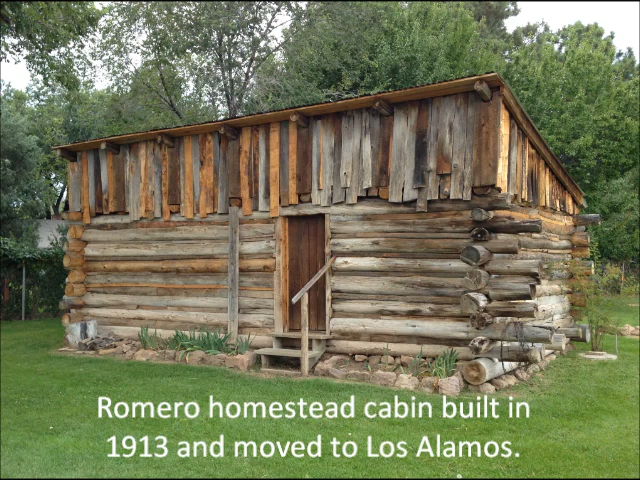 Romero homestead cabin built in
1913 and moved to Los Alamos.